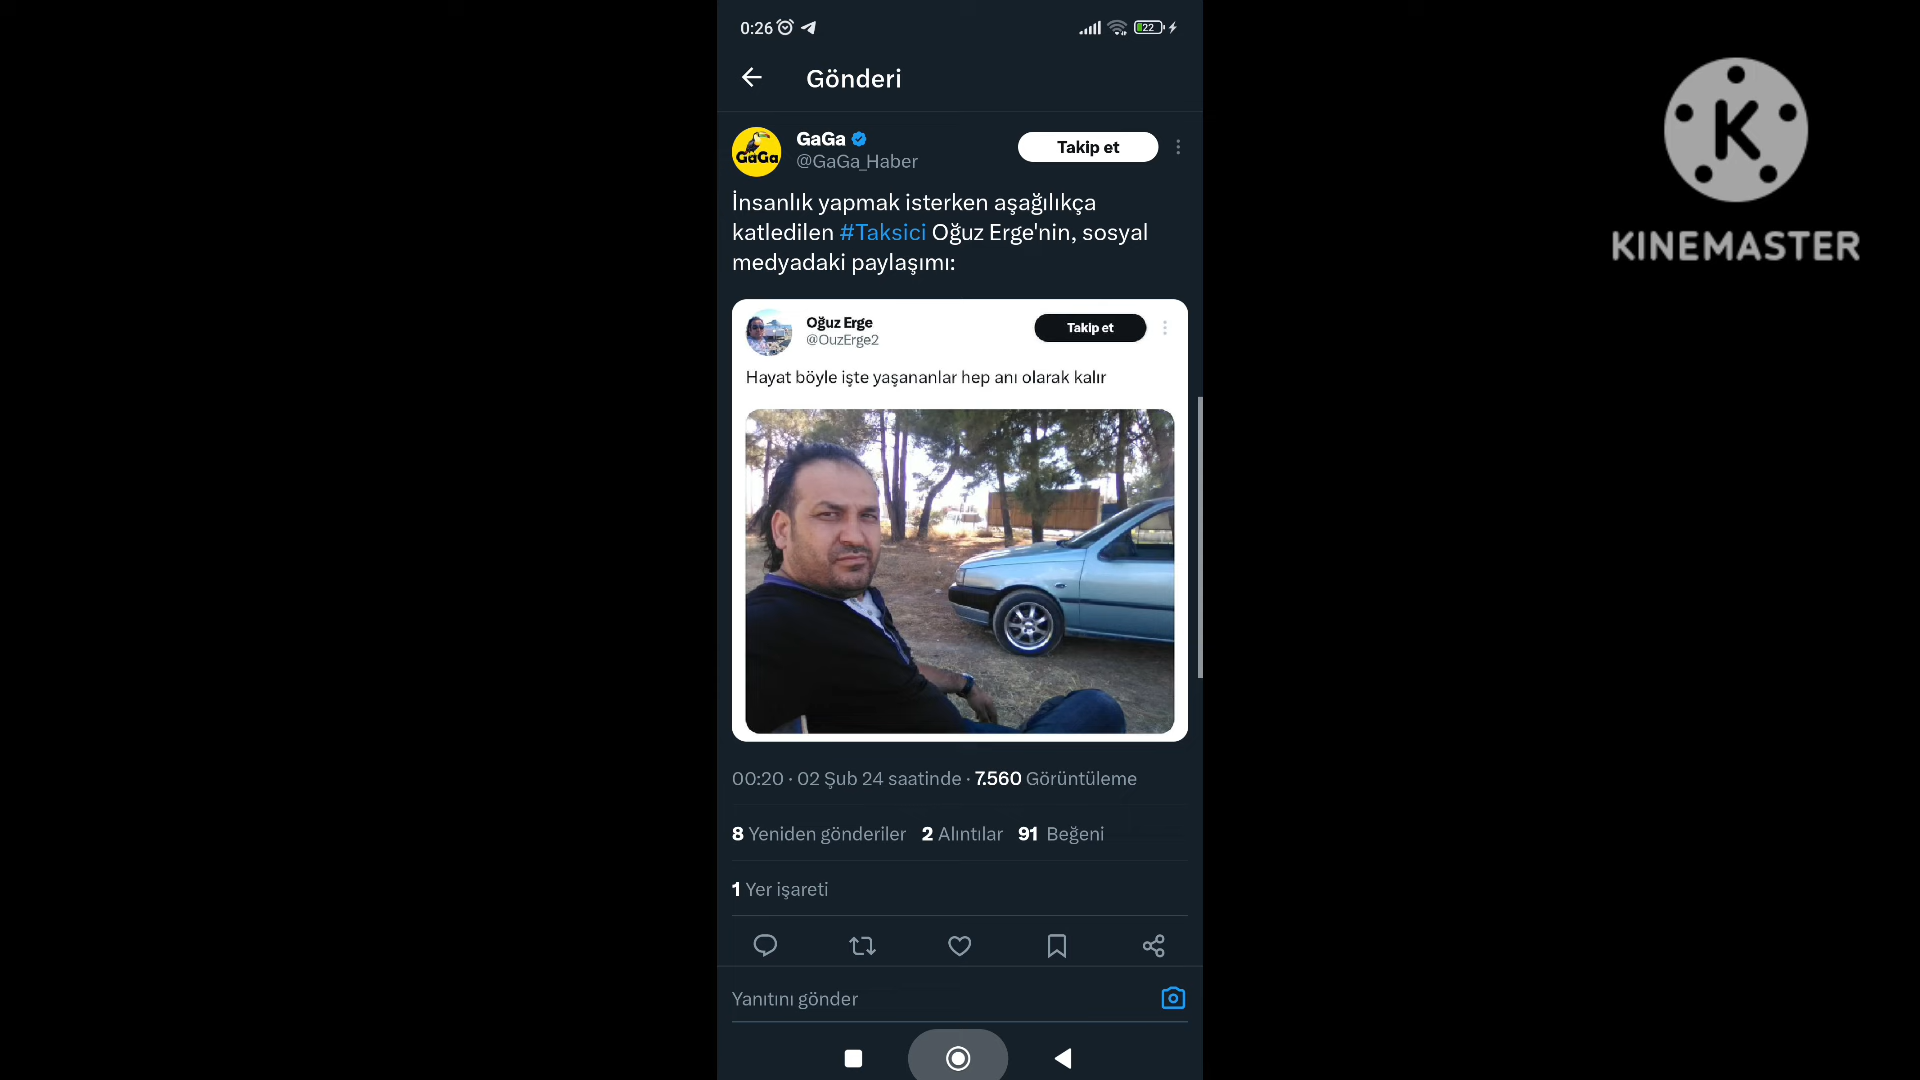 0:26
22
Gönderi
GaGa
@GaGa_Haber
Takip et
GaGa
İnsanlık yapmak isterken aşağılıkça
katledilen #Taksici Oğuz Erge'nin, sosyal
medyadaki paylaşımı:
Oğuz Erge
@OuzErge2
Takip et
Hayat böyle işte yaşananlar hep anı olarak kalır
00:20 · 02 Şub 24 saatinde · 7.560 Görüntüleme
8 Yeniden gönderiler 2 Alıntılar 91 Beğeni
1 Yer işareti
Yanıtını gönder
K
KINEMASTER